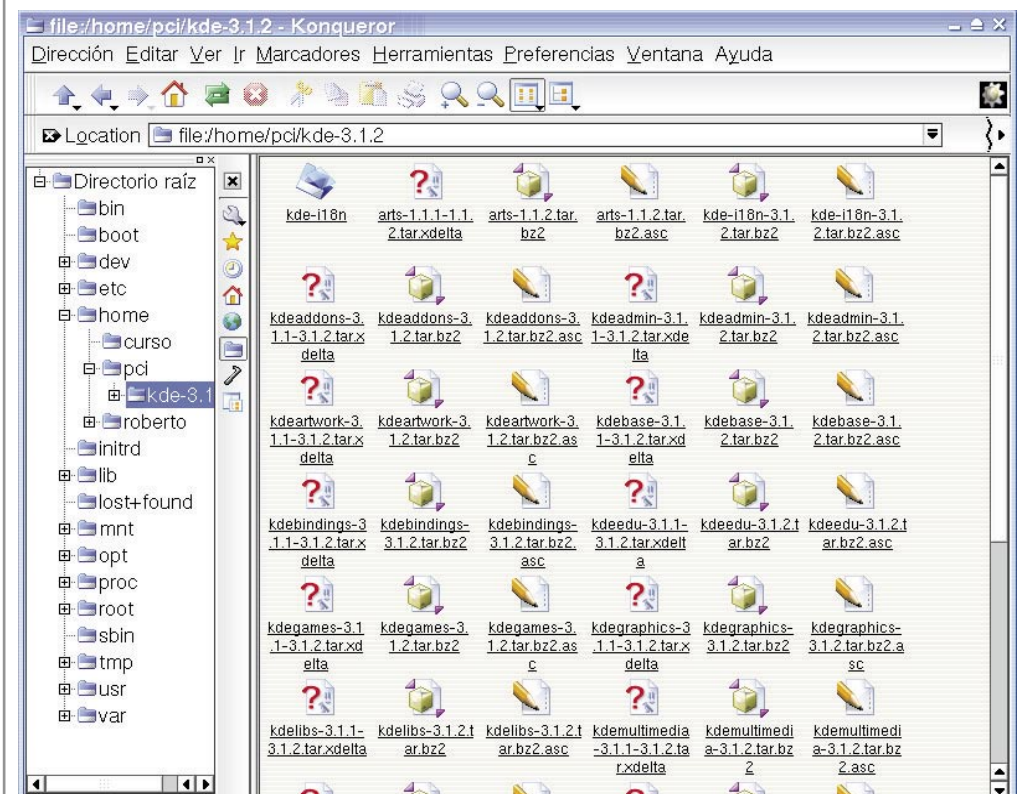 file:/home/pci/kde-3.1.2 - Konqueror
Dirección Editar Ver Ir Marcadores Herramientas Preferencias Ventana Ayuda
Location file:/home/pci/kde-3.1.2
Directorio raíz
bin
boot
dev
etc
home
curso
pci
kde-3.1
roberto
initrd
lib
lost+found
mnt
opt
proc
root
sbin
tmp
usr
var
kde-i18n arts-1.1.1-1.1. arts-1.1.2.tar. arts-1.1.2.tar. kde-i18n-3.1. kde-i18n-3.1.
2.tar.xdelta bz2 bz2.asc 2.tar.bz2 2.tar.bz2.asc
kdeaddons-3. kdeaddons-3. kdeaddons-3. kdeadmin-3.1. kdeadmin-3.1. kdeadmin-3.1.
1.1-3.1.2.tar.x 1.2.tar.bz2 1.2.tar.bz2.asc 1-3.1.2.tar.xde 2.tar.bz2 2.tar.bz2.asc
delta lta
kdeartwork-3. kdeartwork-3. kdeartwork-3. kdebase-3.1. kdebase-3.1. kdebase-3.1.
1.1-3.1.2.tar.x 1.2.tar.bz2 1.2.tar.bz2.as 1-3.1.2.tar.xd 2.tar.bz2 2.tar.bz2.asc
delta c elta
kdebindings-3 kdebindings- kdebindings- kdeedu-3.1.1- kdeedu-3.1.2.t kdeedu-3.1.2.t
.1.1-3.1.2.tar.x 3.1.2.tar.bz2 3.1.2.tar.bz2. 3.1.2.tar.xdelt ar.bz2 ar.bz2.asc
delta asc a
kdegames-3.1 kdegames-3. kdegames-3. kdegraphics-3 kdegraphics- kdegraphics-
.1-3.1.2.tar.xd 1.2.tar.bz2 1.2.tar.bz2.as .1.1-3.1.2.tar.x 3.1.2.tar.bz2 3.1.2.tar.bz2.a
elta c delta sc
kdelibs-3.1.1- kdelibs-3.1.2.t kdelibs-3.1.2.t kdemultimedia kdemultimedi kdemultimedi
3.1.2.tar.xdelta ar.bz2 ar.bz2.asc -3.1.1-3.1.2.ta a-3.1.2.tar.bz a-3.1.2.tar.bz
r.xdelta 2 2.asc